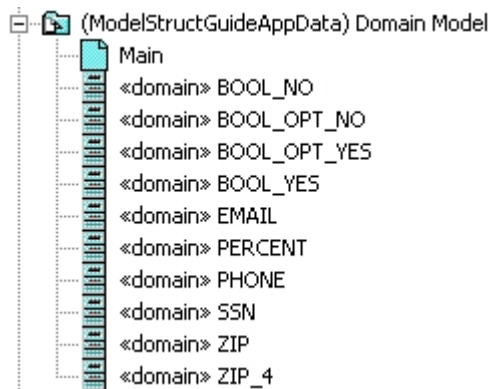 (ModelStructGuideAppData) Domain Model
Main
«domain» BOOL_NO
«domain» BOOL_OPT_NO
«domain» BOOL_OPT_YES
«domain» BOOL_YES
«domain» EMAIL
«domain» PERCENT
«domain» PHONE
«domain» SSN
«domain» ZIP
«domain» ZIP_4